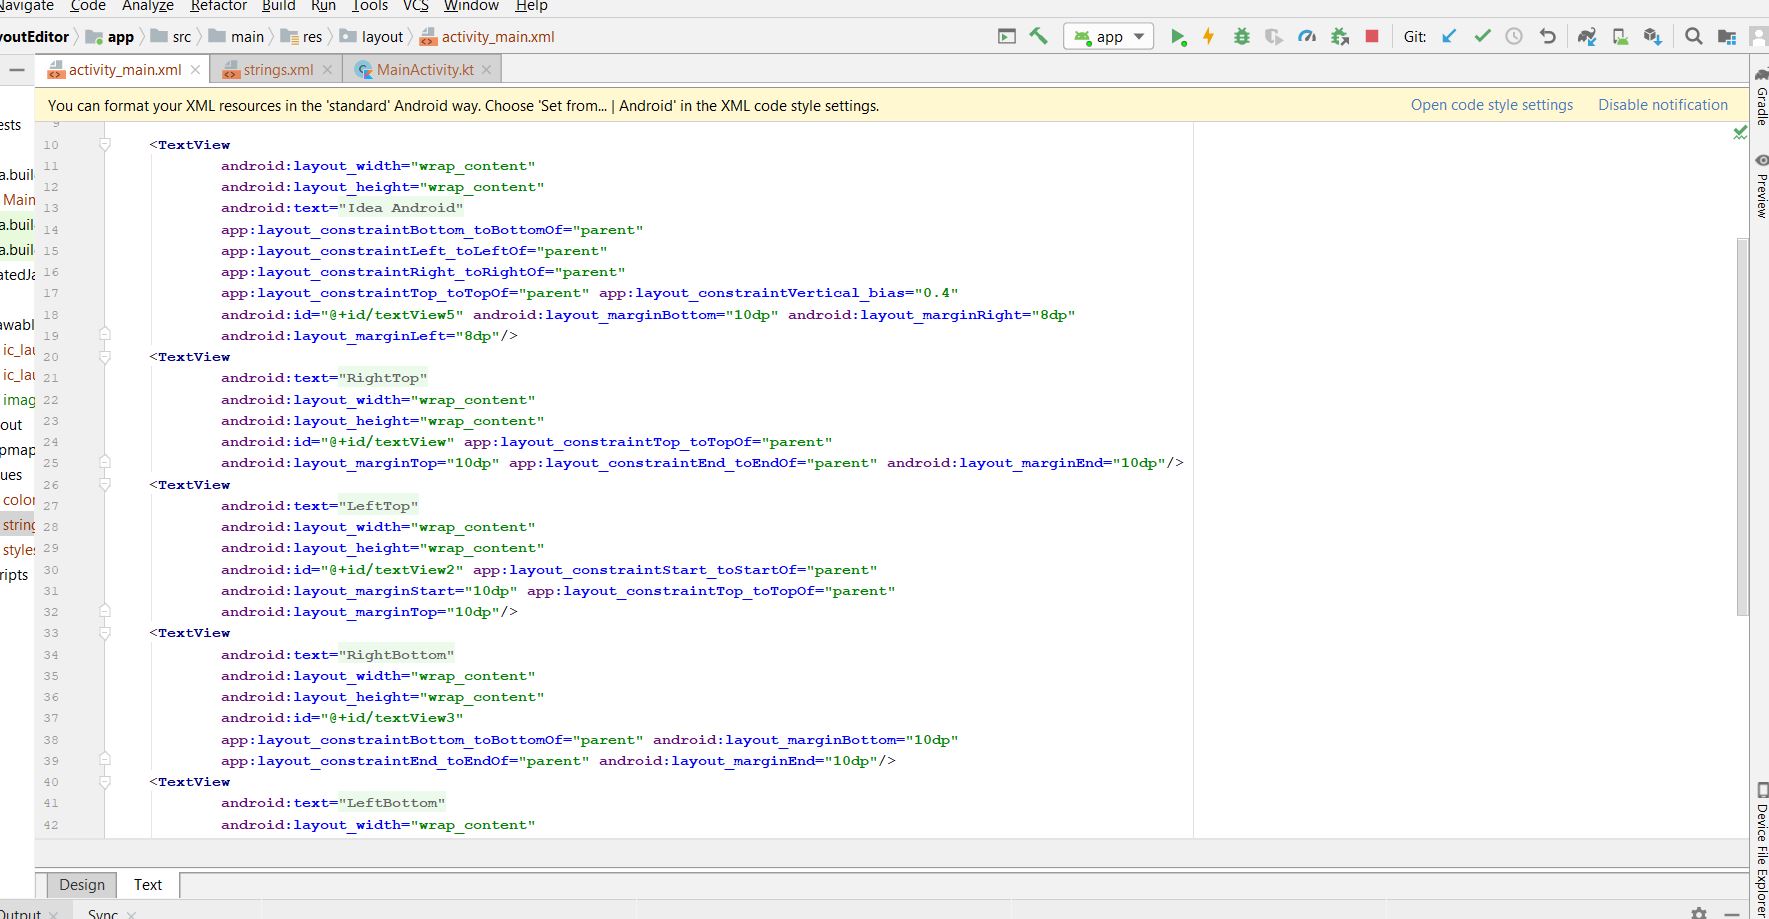 Navigate Code Analyze Refactor Build Run Tools VCS Window Help
youtEditor app src main res layout activity_main.xml app Git:
activity_main.xml strings.xml MainActivity.kt
You can format your XML resources in the 'standard' Android way. Choose 'Set from... | Android' in the XML code style settings. Open code style settings Disable notification
9
10 <TextView
11 android:layout_width="wrap_content"
12 android:layout_height="wrap_content"
13 android:text="Idea Android"
14 app:layout_constraintBottom_toBottomOf="parent"
15 app:layout_constraintLeft_toLeftOf="parent"
16 app:layout_constraintRight_toRightOf="parent"
17 app:layout_constraintTop_toTopOf="parent" app:layout_constraintVertical_bias="0.4"
18 android:id="@+id/textView5" android:layout_marginBottom="10dp" android:layout_marginRight="8dp"
19 android:layout_marginLeft="8dp"/>
20 <TextView
21 android:text="RightTop"
22 android:layout_width="wrap_content"
23 android:layout_height="wrap_content"
24 android:id="@+id/textView" app:layout_constraintTop_toTopOf="parent"
25 android:layout_marginTop="10dp" app:layout_constraintEnd_toEndOf="parent" android:layout_marginEnd="10dp"/>
26 <TextView
27 android:text="LeftTop"
28 android:layout_width="wrap_content"
29 android:layout_height="wrap_content"
30 android:id="@+id/textView2" app:layout_constraintStart_toStartOf="parent"
31 android:layout_marginStart="10dp" app:layout_constraintTop_toTopOf="parent"
32 android:layout_marginTop="10dp"/>
33 <TextView
34 android:text="RightBottom"
35 android:layout_width="wrap_content"
36 android:layout_height="wrap_content"
37 android:id="@+id/textView3"
38 app:layout_constraintBottom_toBottomOf="parent" android:layout_marginBottom="10dp"
39 app:layout_constraintEnd_toEndOf="parent" android:layout_marginEnd="10dp"/>
40 <TextView
41 android:text="LeftBottom"
42 android:layout_width="wrap_content"
ests
a.buil
Main
a.buil
a.buil
atedJa
awabl
ic_lau
ic_lau
imag
out
pmap
ues
color
string
styles
ripts
Gradle
Preview
Device File Explorer
Design Text
Output Sync